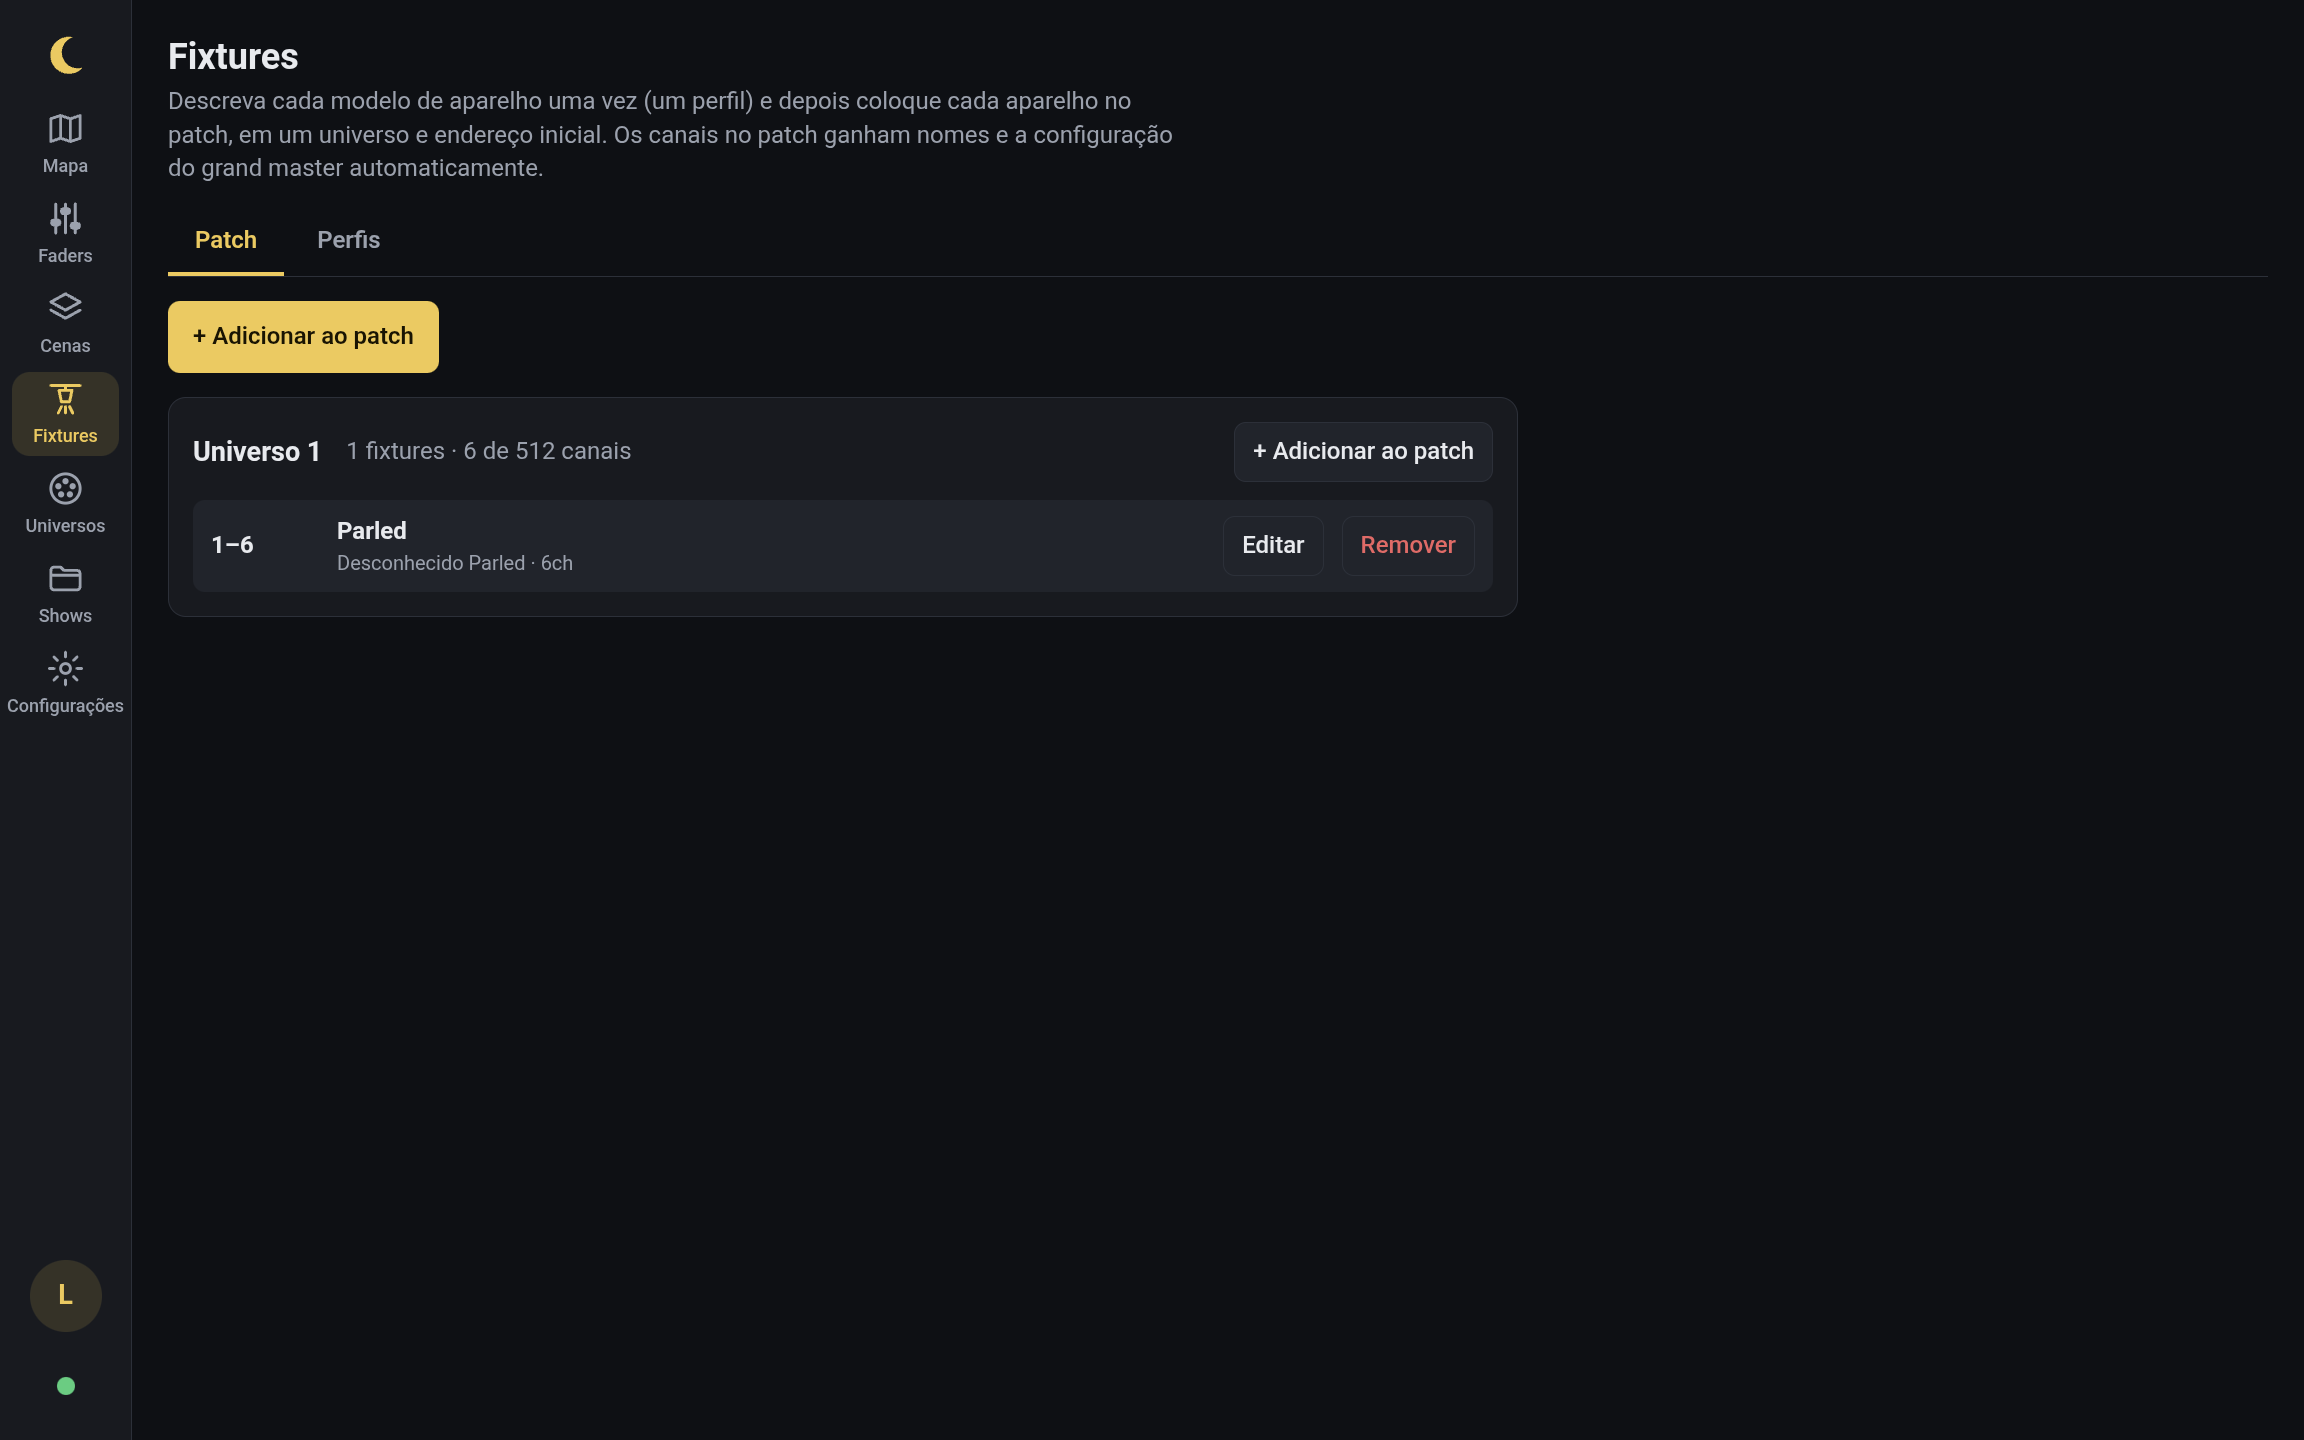 Fixtures
Descreva cada modelo de aparelho uma vez (um perfil) e depois coloque cada aparelho no
patch, em um universo e endereço inicial. Os canais no patch ganham nomes e a configuração
do grand master automaticamente.
Mapa
Faders
Cenas
Fixtures
Universos
Shows
Configurações
L
Patch
Perfis
+ Adicionar ao patch
Universo 1
1 fixtures · 6 de 512 canais
+ Adicionar ao patch
1–6
Parled
Desconhecido Parled · 6ch
Editar
Remover